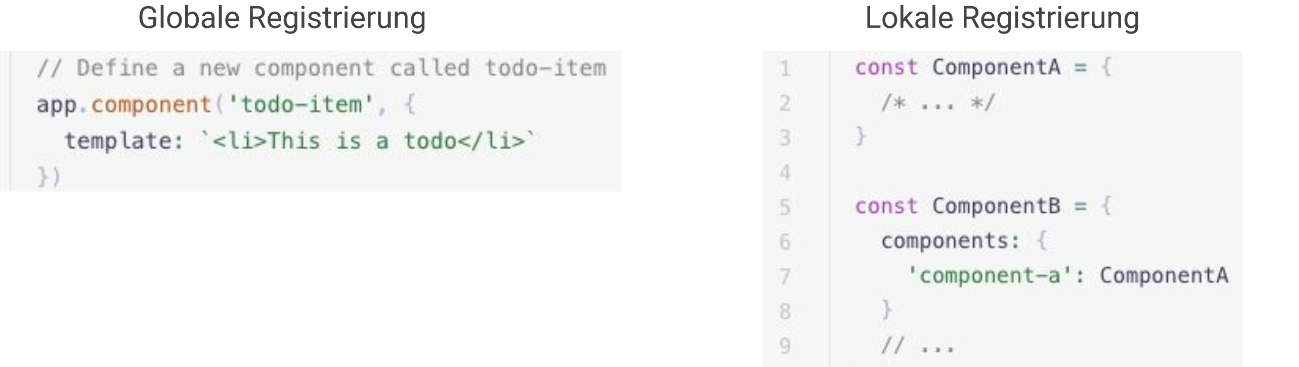 Globale Registrierung
// Define a new component called todo-item
app.component('todo-item', {
  template: `<li>This is a todo</li>`
})
Lokale Registrierung
1 const ComponentA = {
2   /* ... */
3 }
4
5 const ComponentB = {
6   components: {
7     'component-a': ComponentA
8   }
9   // ...